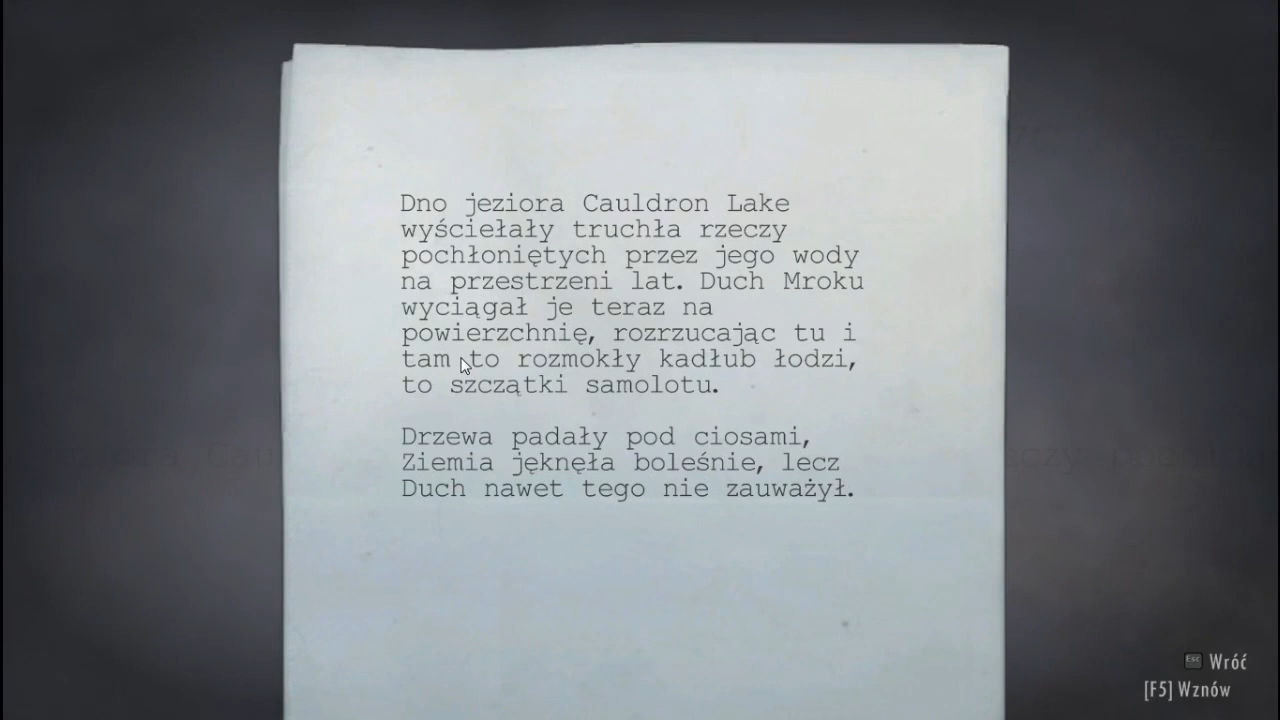 Dno jeziora Cauldron Lake
wyściełały truchła rzeczy
pochłoniętych przez jego wody
na przestrzeni lat. Duch Mroku
wyciągał je teraz na
powierzchnię, rozrzucając tu i
tam to rozmokły kadłub łodzi,
to szczątki samolotu.
Drzewa padały pod ciosami,
Ziemia jęknęła boleśnie, lecz
Duch nawet tego nie zauważył.
Esc Wróć
[F5] Wznów